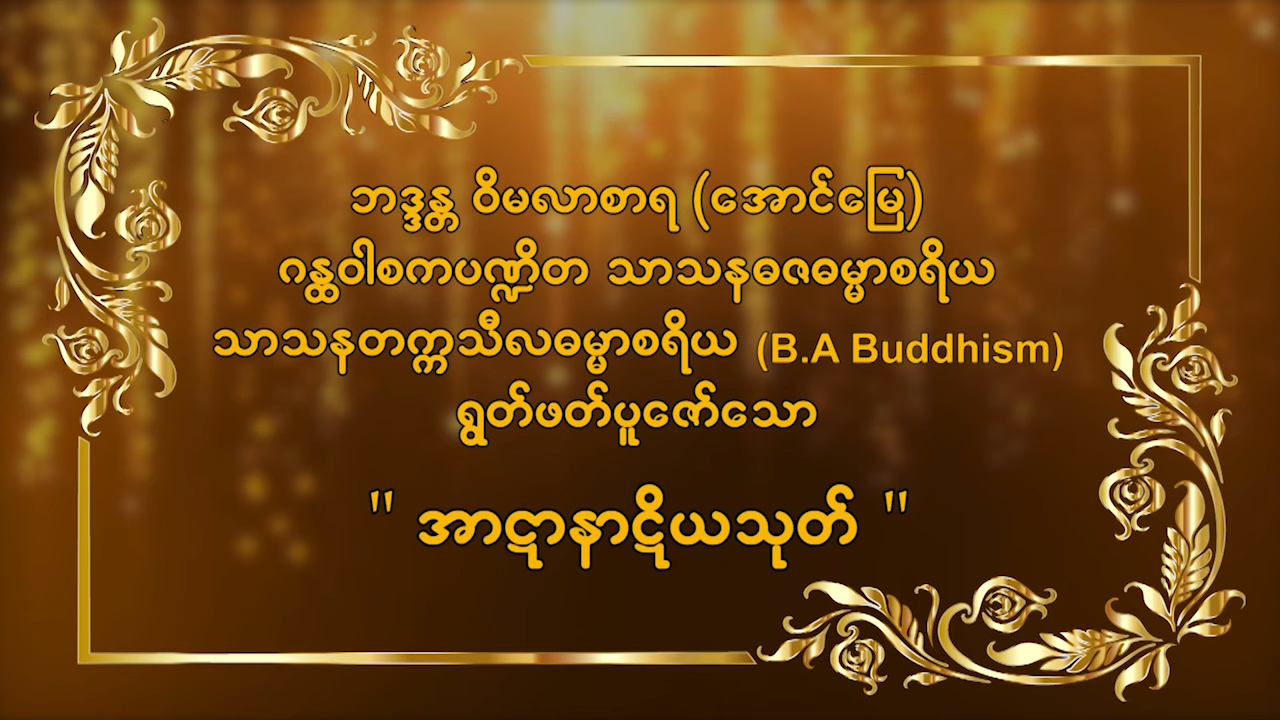 ဘဒ္ဒန္တ ဝိမလာစာရ (အောင်မြေ)
ဂန္ထဝါစကပဏ္ဍိတ သာသနဓဇဓမ္မာစရိယ
သာသနတက္ကသီလဓမ္မာစရိယ (B.A Buddhism)
ရွတ်ဖတ်ပူဇော်သော
" အာဋာနာဋိယသုတ် "